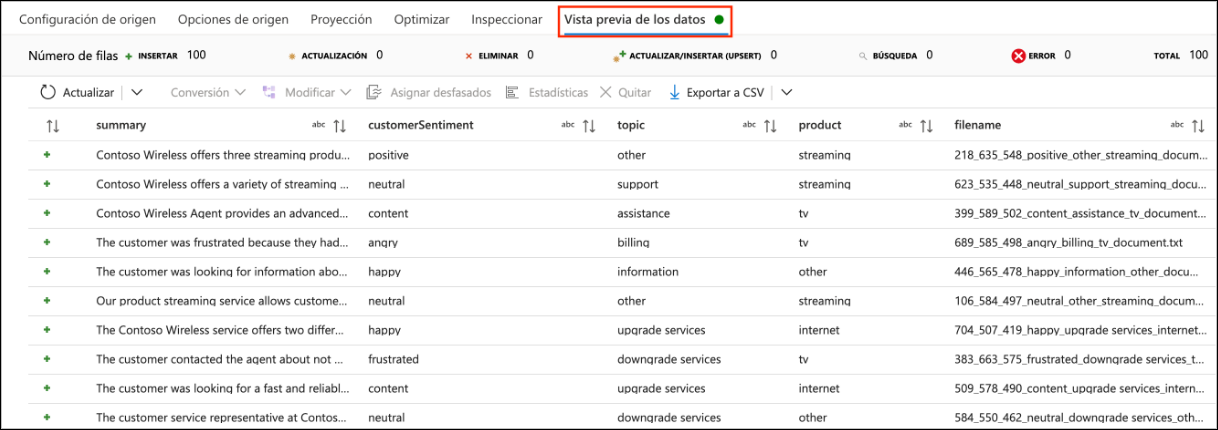 Configuración de origen Opciones de origen Proyección Optimizar Inspeccionar Vista previa de los datos
Número de filas INSERTAR 100 ACTUALIZACIÓN 0 ELIMINAR 0 ACTUALIZAR/INSERTAR (UPSERT) 0 BÚSQUEDA 0 ERROR 0 TOTAL 100
Actualizar Conversión Modificar Asignar desfasados Estadísticas Quitar Exportar a CSV
summary abc customerSentiment abc topic abc product abc filename abc
Contoso Wireless offers three streaming produ... positive other streaming 218_635_548_positive_other_streaming_docum...
Contoso Wireless offers a variety of streaming ... neutral support streaming 623_535_448_neutral_support_streaming_docu...
Contoso Wireless Agent provides an advanced... content assistance tv 399_589_502_content_assistance_tv_document...
The customer was frustrated because they had... angry billing tv 689_585_498_angry_billing_tv_document.txt
The customer was looking for information abo... happy information other 446_565_478_happy_information_other_docu...
Our product streaming service allows custome... neutral other streaming 106_584_497_neutral_other_streaming_docum...
The Contoso Wireless service offers two differ... happy upgrade services internet 704_507_419_happy_upgrade services_internet...
The customer contacted the agent about not ... frustrated downgrade services tv 383_663_575_frustrated_downgrade services_t...
The customer was looking for a fast and reliabl... content upgrade services internet 509_578_490_content_upgrade services_intern...
The customer service representative at Contos... neutral downgrade services other 584_550_462_neutral_downgrade services_oth...